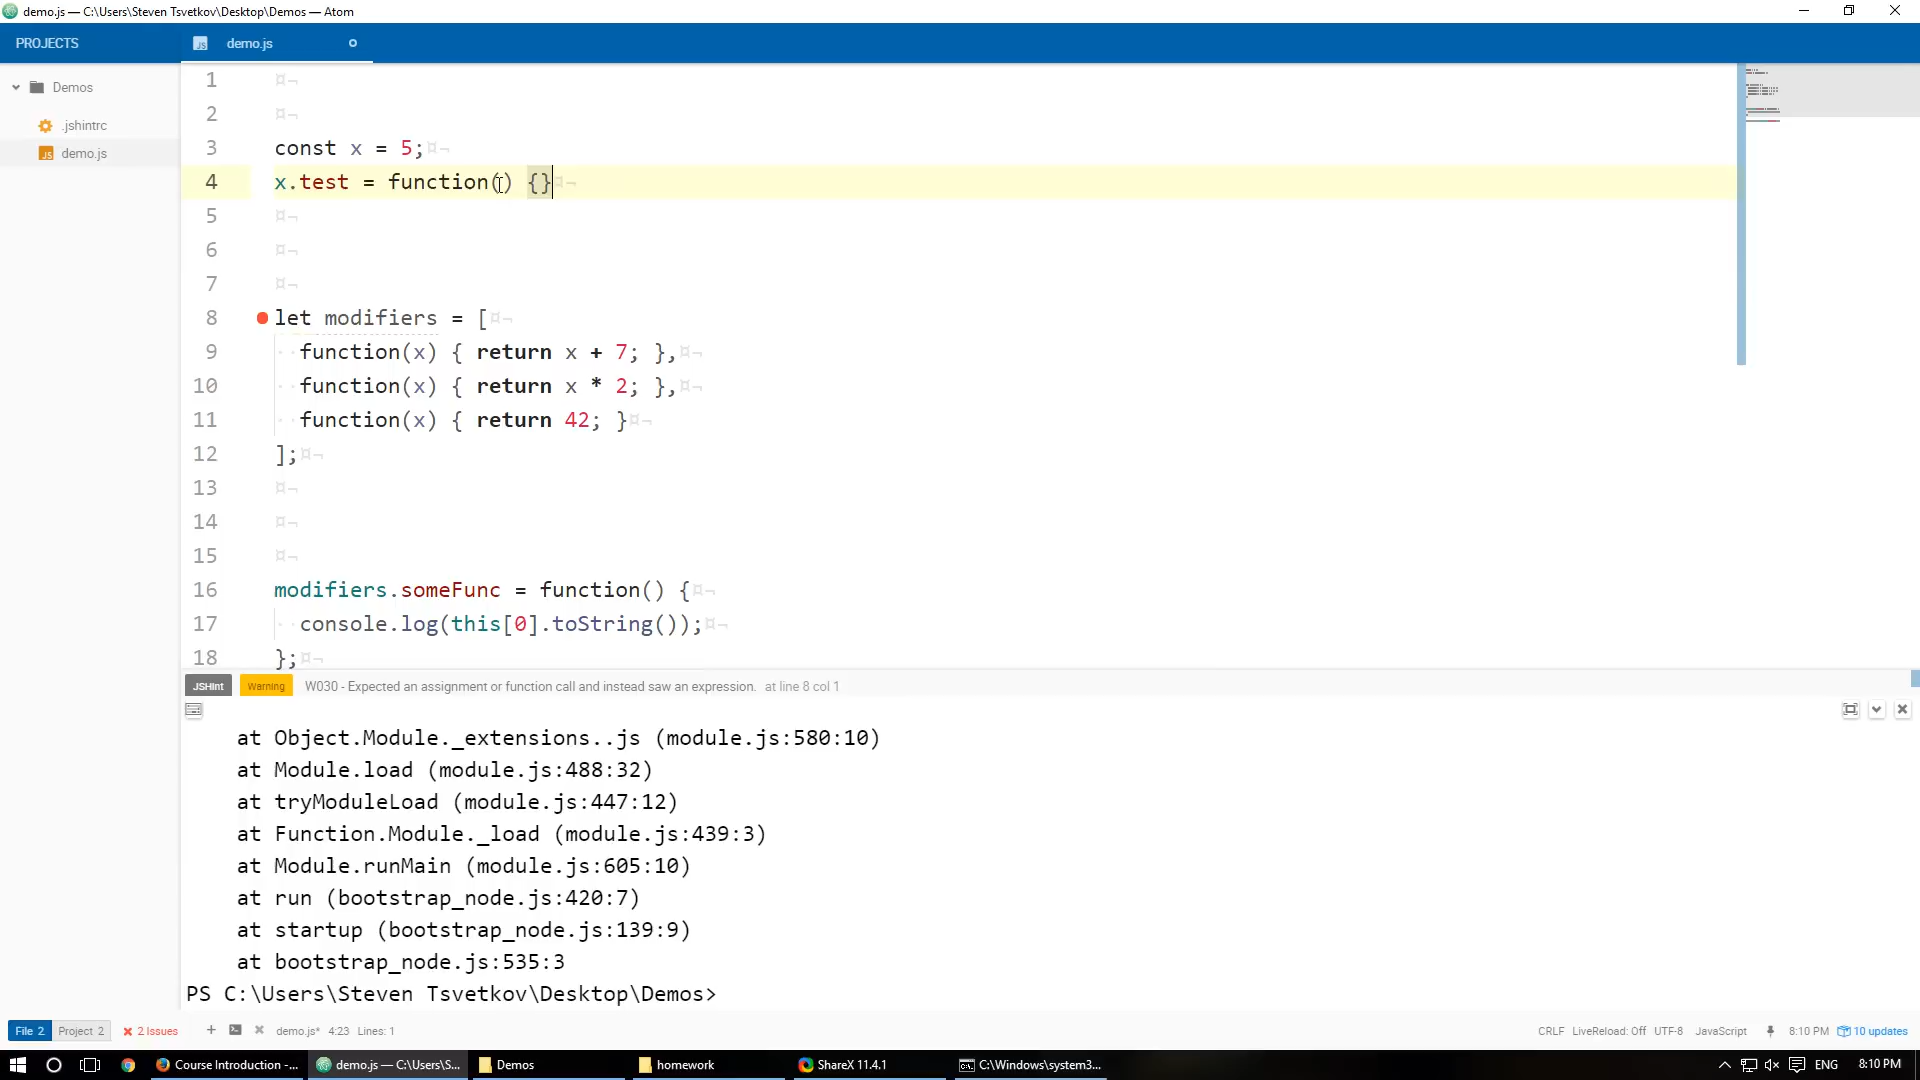 demo.js — C:\Users\Steven Tsvetkov\Desktop\Demos — Atom
PROJECTS
demo.js
Demos
.jshintrc
demo.js
1
2
3 const x = 5;
4 x.test = function() {}
5
6
7
8 let modifiers = [
9 function(x) { return x + 7; },
10 function(x) { return x * 2; },
11 function(x) { return 42; }
12 ];
13
14
15
16 modifiers.someFunc = function() {
17 console.log(this[0].toString());
18 };
JSHint Warning W030 - Expected an assignment or function call and instead saw an expression. at line 8 col 1
at Object.Module._extensions..js (module.js:580:10)
at Module.load (module.js:488:32)
at tryModuleLoad (module.js:447:12)
at Function.Module._load (module.js:439:3)
at Module.runMain (module.js:605:10)
at run (bootstrap_node.js:420:7)
at startup (bootstrap_node.js:139:9)
at bootstrap_node.js:535:3
PS C:\Users\Steven Tsvetkov\Desktop\Demos>
File 2 Project 2 2 Issues demo.js* 4:23 Lines: 1 CRLF LiveReload: Off UTF-8 JavaScript 8:10 PM 10 updates
Course Introduction -... demo.js — C:\Users\S... Demos homework ShareX 11.4.1 C:\Windows\system3... ENG 8:10 PM